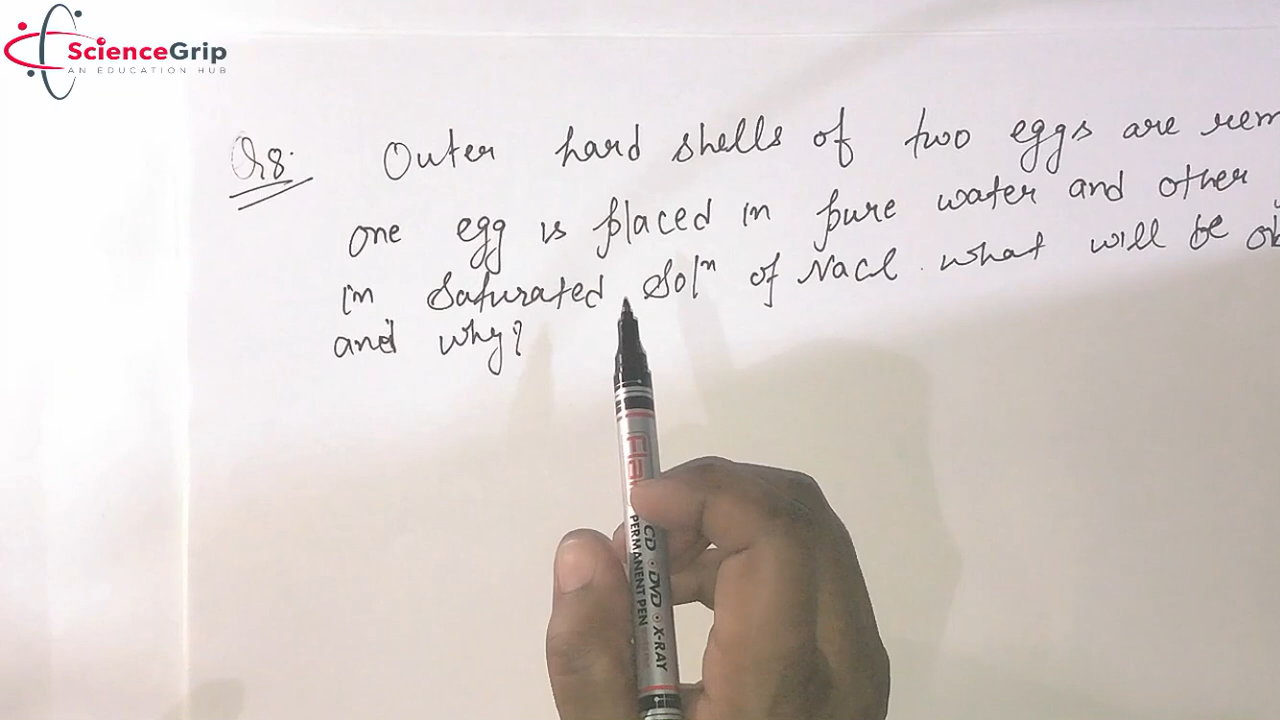 ScienceGrip
AN EDUCATION HUB
Q8. Outer hard shells of two eggs are rem
one egg is placed in pure water and other
in Saturated Solⁿ of NaCl. what will be ob
and why?
Flai
CD · DVD · X-RAY
PERMANENT PEN